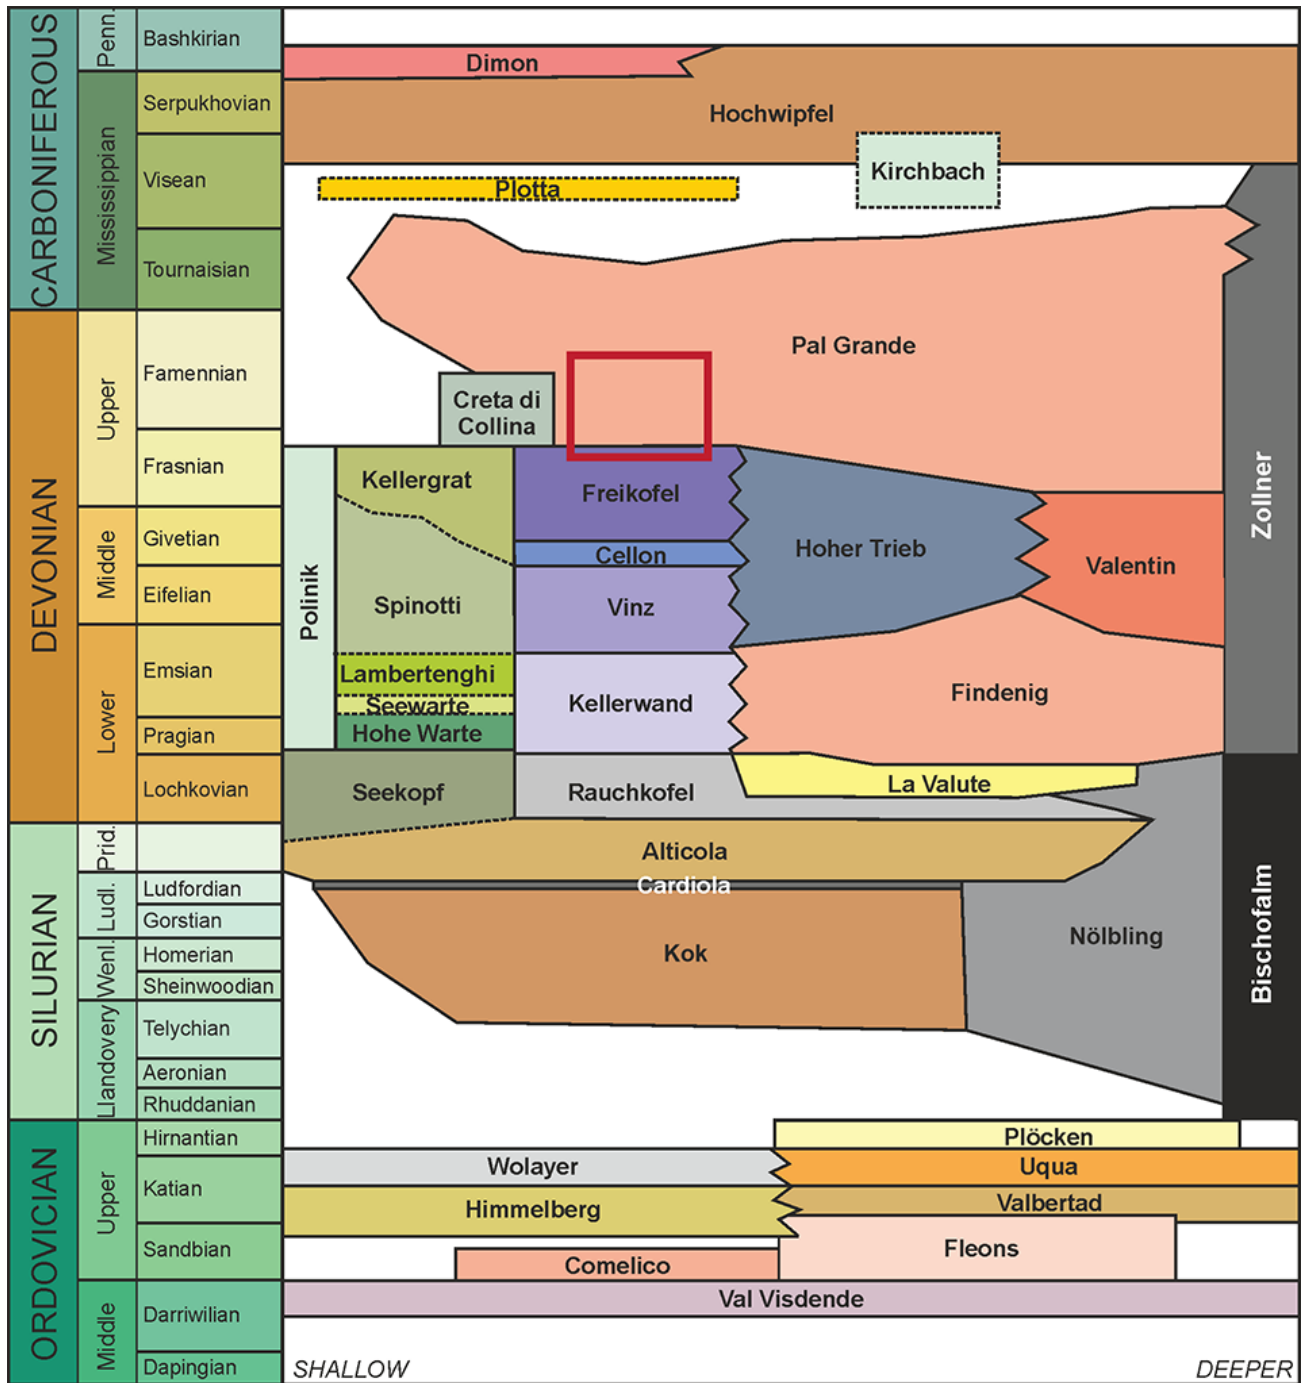 CARBONIFEROUS
Penn.
Bashkirian
Mississippian
Serpukhovian
Visean
Tournaisian
DEVONIAN
Upper
Famennian
Frasnian
Middle
Givetian
Eifelian
Lower
Emsian
Pragian
Lochkovian
SILURIAN
Prid.
Ludl.
Ludfordian
Gorstian
Wenl.
Homerian
Sheinwoodian
Llandovery
Telychian
Aeronian
Rhuddanian
ORDOVICIAN
Upper
Hirnantian
Katian
Sandbian
Middle
Darriwilian
Dapingian
Dimon
Hochwipfel
Kirchbach
Plotta
Pal Grande
Creta di
Collina
Zollner
Polinik
Kellergrat
Freikofel
Hoher Trieb
Cellon
Valentin
Spinotti
Vinz
Lambertenghi
Seewarte
Hohe Warte
Kellerwand
Findenig
Seekopf
Rauchkofel
La Valute
Alticola
Cardiola
Kok
Nölbling
Bischofalm
Plöcken
Wolayer
Uqua
Himmelberg
Valbertad
Comelico
Fleons
Val Visdende
SHALLOW
DEEPER